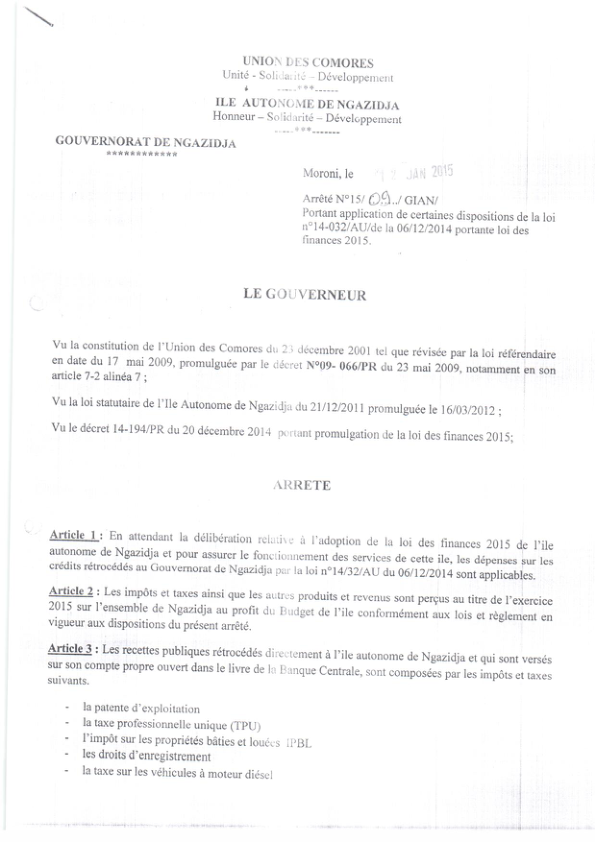 UNION DES COMORES
Unité - Solidarité – Développement
-----***------
ILE AUTONOME DE NGAZIDJA
Honneur – Solidarité – Développement
-----***-------
GOUVERNORAT DE NGAZIDJA
************
Moroni, le JAN 2015
Arrêté N°15/ 09../ GIAN/
Portant application de certaines dispositions de la loi
n°14-032/AU/de la 06/12/2014 portante loi des
finances 2015.
LE GOUVERNEUR
Vu la constitution de l'Union des Comores du 23 décembre 2001 tel que révisée par la loi référendaire
en date du 17 mai 2009, promulguée par le décret N°09- 066/PR du 23 mai 2009, notamment en son
article 7-2 alinéa 7 ;
Vu la loi statutaire de l'Ile Autonome de Ngazidja du 21/12/2011 promulguée le 16/03/2012 ;
Vu le décret 14-194/PR du 20 décembre 2014 portant promulgation de la loi des finances 2015;
ARRETE
Article 1 : En attendant la délibération relative à l'adoption de la loi des finances 2015 de l'île
autonome de Ngazidja et pour assurer le fonctionnement des services de cette ile, les dépenses sur les
crédits rétrocédés au Gouvernorat de Ngazidja par la loi n°14/32/AU du 06/12/2014 sont applicables.
Article 2 : Les impôts et taxes ainsi que les autres produits et revenus sont perçus au titre de l'exercice
2015 sur l'ensemble de Ngazidja au profit du Budget de l'ile conformément aux lois et règlement en
vigueur aux dispositions du présent arrêté.
Article 3 : Les recettes publiques rétrocédés directement à l'ile autonome de Ngazidja et qui sont versés
sur son compte propre ouvert dans le livre de la Banque Centrale, sont composées par les impôts et taxes
suivants.
- la patente d'exploitation
- la taxe professionnelle unique (TPU)
- l'impôt sur les propriétés bâties et louées IPBL
- les droits d'enregistrement
- la taxe sur les véhicules à moteur diésel